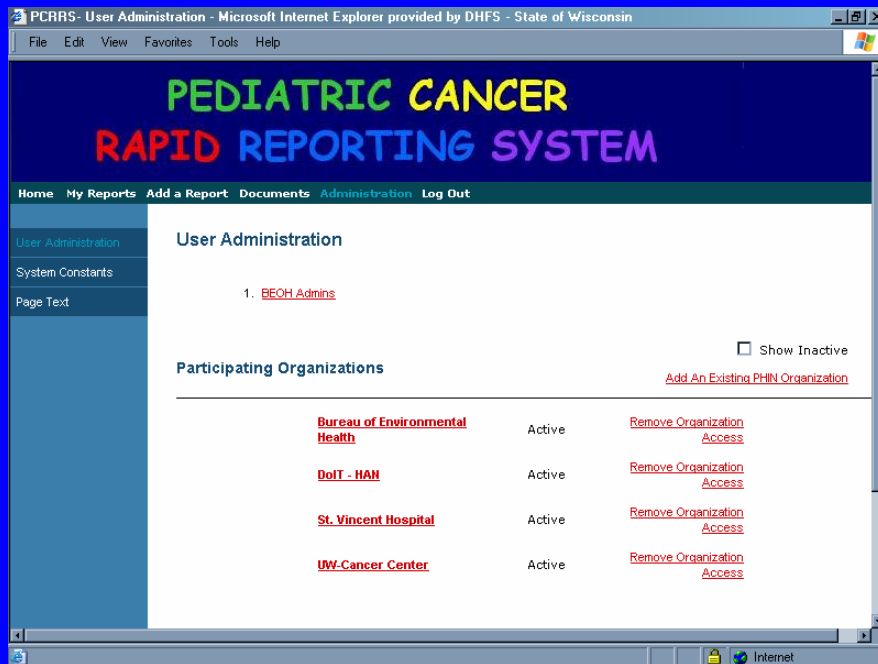 PCRRS- User Administration - Microsoft Internet Explorer provided by DHFS - State of Wisconsin
File Edit View Favorites Tools Help
PEDIATRIC CANCER
RAPID REPORTING SYSTEM
Home My Reports Add a Report Documents Administration Log Out
User Administration
System Constants
Page Text
User Administration
1. BEOH Admins
Show Inactive
Participating Organizations
Add An Existing PHIN Organization
Bureau of Environmental
Health
Active
Remove Organization
Access
DoIT - HAN
Active
Remove Organization
Access
St. Vincent Hospital
Active
Remove Organization
Access
UW-Cancer Center
Active
Remove Organization
Access
Internet